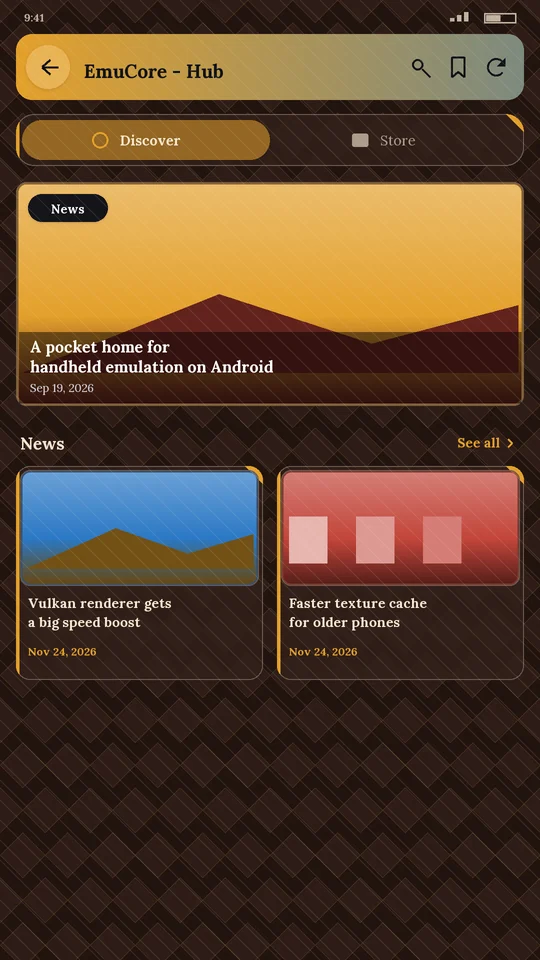 9:41
EmuCore - Hub
Discover
Store
News
A pocket home for
handheld emulation on Android
Sep 19, 2026
News
See all
Vulkan renderer gets
a big speed boost
Nov 24, 2026
Faster texture cache
for older phones
Nov 24, 2026